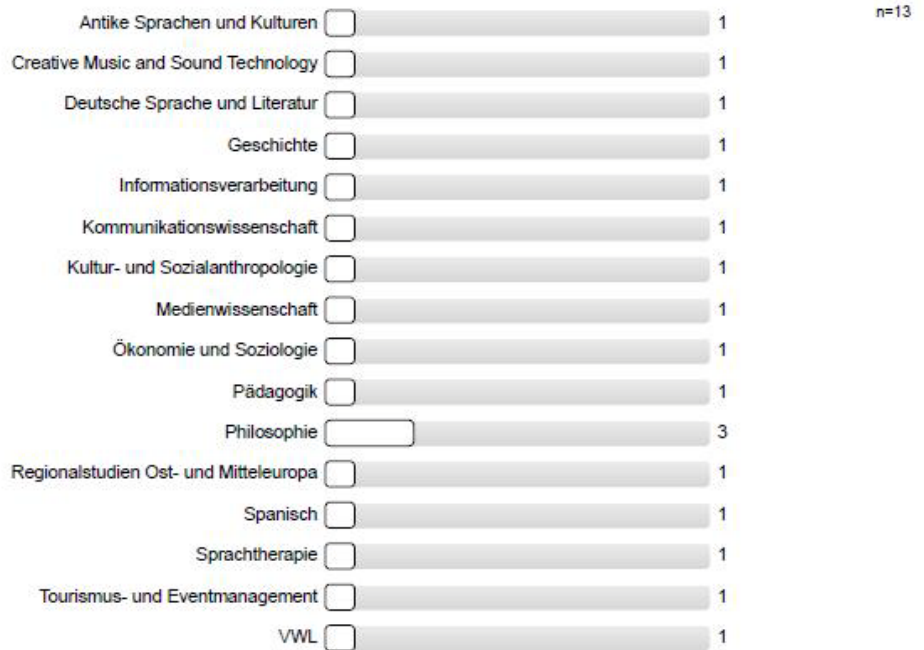 n=13
Antike Sprachen und Kulturen 1
Creative Music and Sound Technology 1
Deutsche Sprache und Literatur 1
Geschichte 1
Informationsverarbeitung 1
Kommunikationswissenschaft 1
Kultur- und Sozialanthropologie 1
Medienwissenschaft 1
Ökonomie und Soziologie 1
Pädagogik 1
Philosophie 3
Regionalstudien Ost- und Mitteleuropa 1
Spanisch 1
Sprachtherapie 1
Tourismus- und Eventmanagement 1
VWL 1